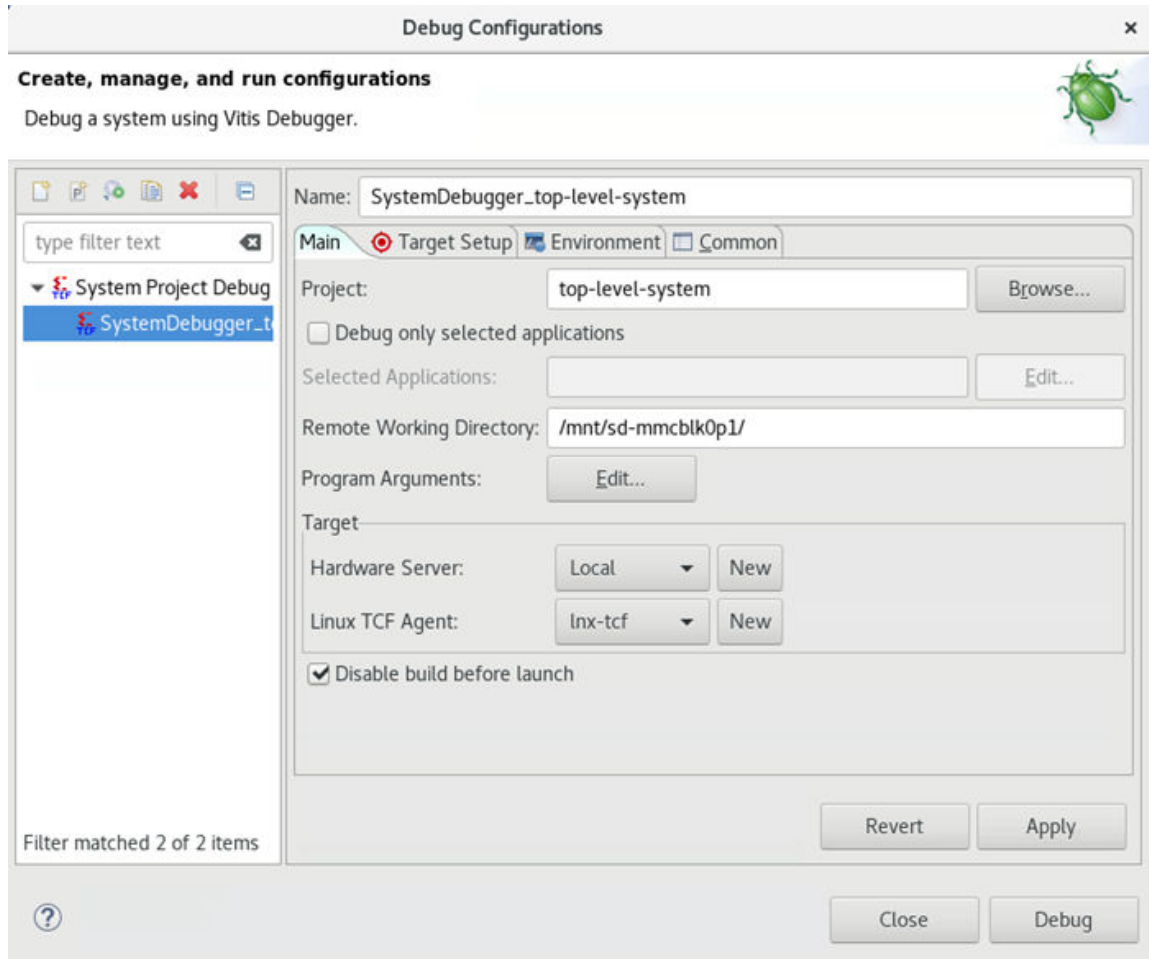 Debug Configurations
Create, manage, and run configurations
Debug a system using Vitis Debugger.
Name: SystemDebugger_top-level-system
type filter text
Main Target Setup Environment Common
System Project Debug
SystemDebugger_t
Project: top-level-system Browse...
Debug only selected applications
Selected Applications: Edit...
Remote Working Directory: /mnt/sd-mmcblk0p1/
Program Arguments: Edit...
Target
Hardware Server: Local New
Linux TCF Agent: lnx-tcf New
Disable build before launch
Filter matched 2 of 2 items
Revert Apply
Close Debug